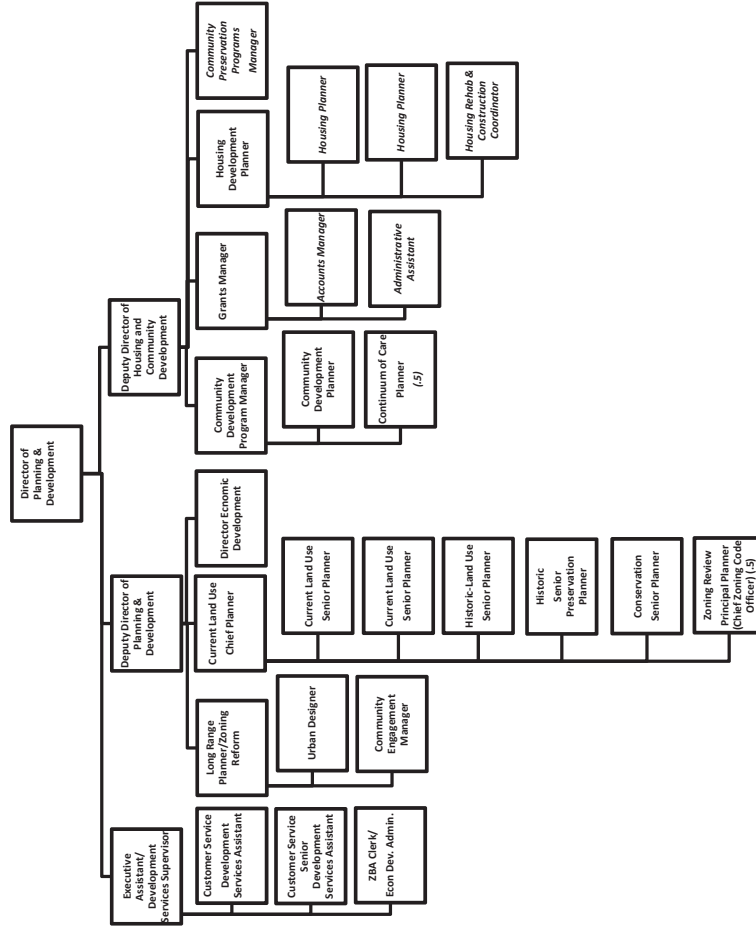 Director of
Planning &
Development
Executive
Assistant/
Development
Services Supervisor
Customer Service
Development
Services Assistant
Customer Service
Senior
Development
Services Assistant
ZBA Clerk/
Econ Dev. Admin.
Deputy Director of
Planning &
Development
Long Range
Planner/Zoning
Reform
Urban Designer
Community
Engagement
Manager
Current Land Use
Chief Planner
Current Land Use
Senior Planner
Current Land Use
Senior Planner
Historic-Land Use
Senior Planner
Historic
Senior
Preservation
Planner
Conservation
Senior Planner
Zoning Review
Principal Planner
(Chief Zoning Code
Officer) (.5)
Director Ecnomic
Development
Deputy Director of
Housing and
Community
Development
Community
Development
Program Manager
Community
Development
Planner
Continuum of Care
Planner
(.5)
Grants Manager
Accounts Manager
Administrative
Assistant
Housing
Development
Planner
Housing Planner
Housing Planner
Housing Rehab &
Construction
Coordinator
Community
Preservation
Programs
Manager